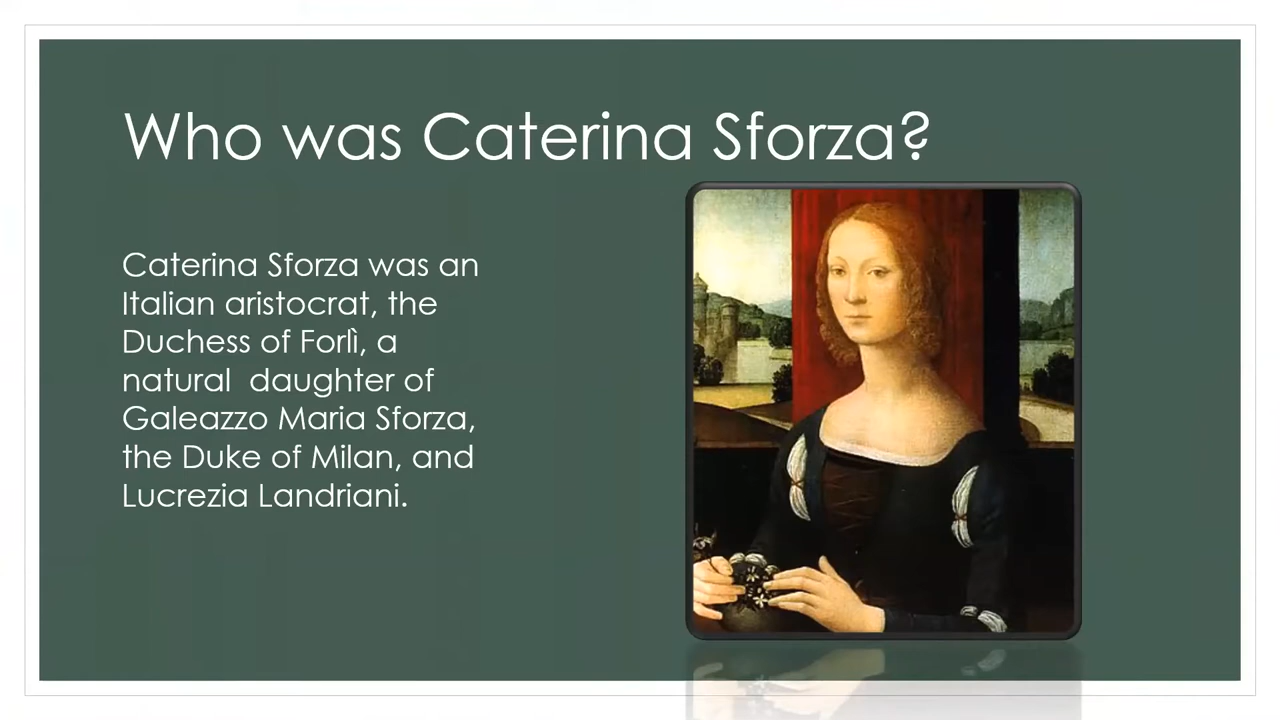 Who was Caterina Sforza?
Caterina Sforza was an
Italian aristocrat, the
Duchess of Forlì, a
natural  daughter of
Galeazzo Maria Sforza,
the Duke of Milan, and
Lucrezia Landriani.